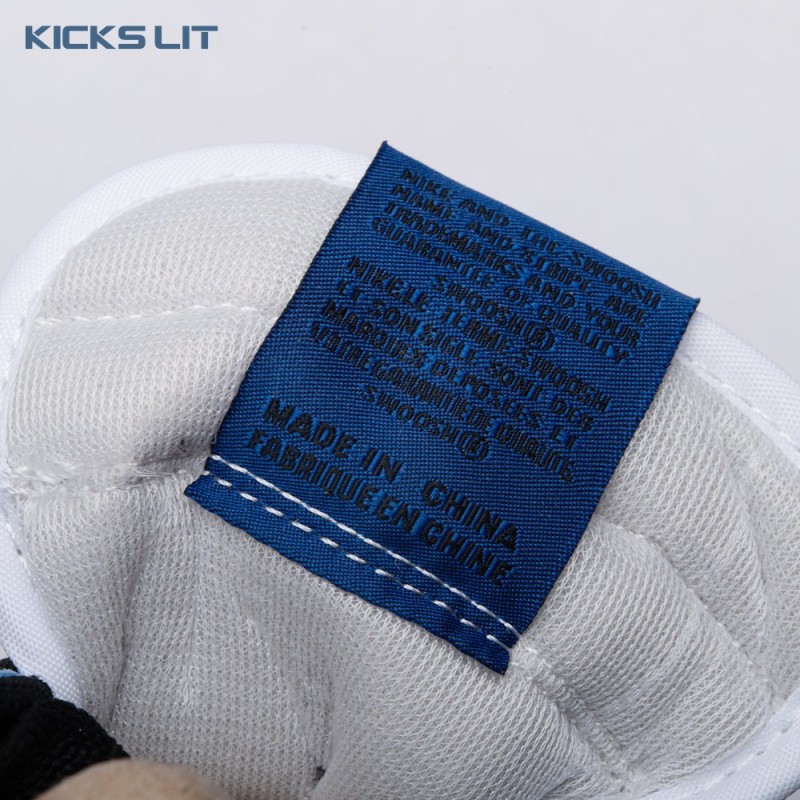 KICKS LIT
NIKE AND THE SWOOSH
NAME AND STRIPE ARE
TRADEMARKS AND YOUR
GUARANTEE OF QUALITY
SWOOSH®
NIKE LE TERME SWOOSH
ET SON SIGLE SONT DES
MARQUES DEPOSEES ET
VOTRE GARANTIE DE QUALITE.
SWOOSH®
MADE IN CHINA
FABRIQUE EN CHINE